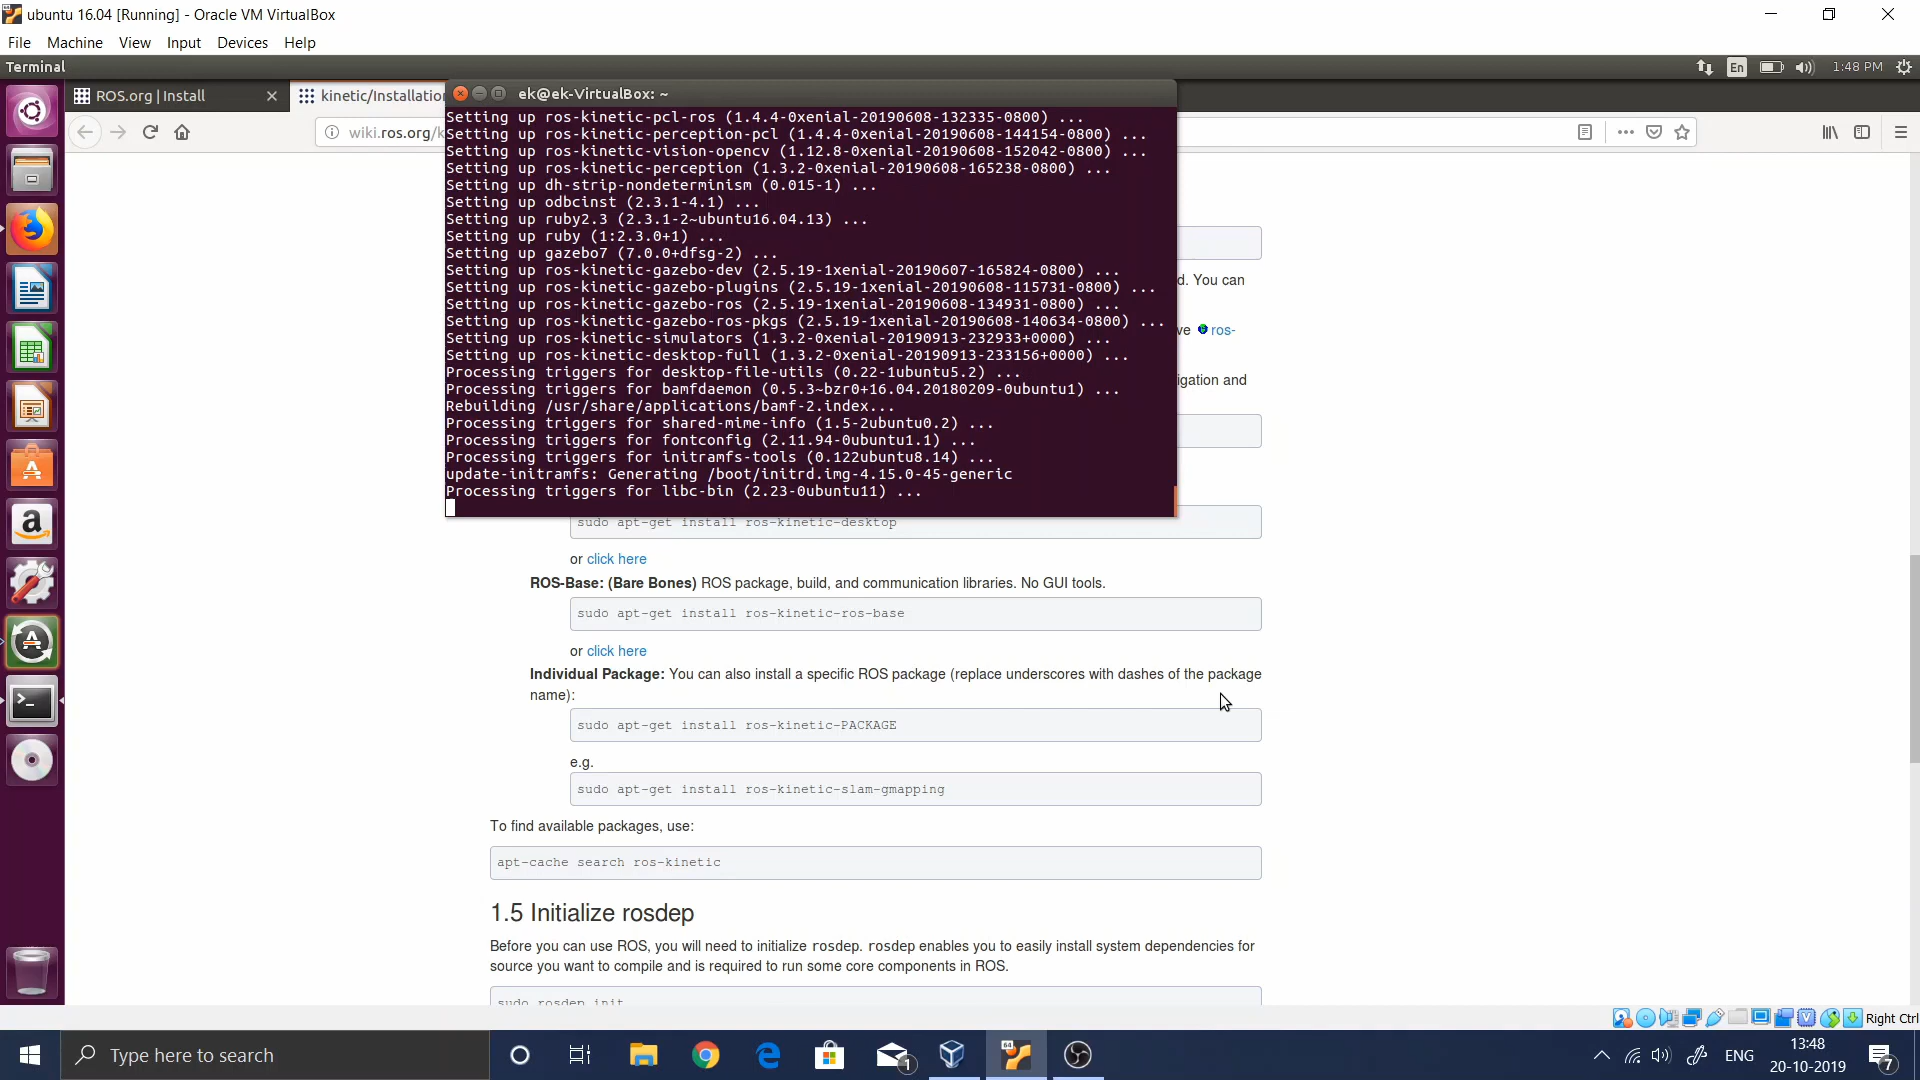 ubuntu 16.04 [Running] - Oracle VM VirtualBox
File Machine View Input Devices Help
Terminal
En
1:48 PM
ROS.org | Install
kinetic/Installation
ek@ek-VirtualBox: ~
wiki.ros.org/k
Setting up ros-kinetic-pcl-ros (1.4.4-0xenial-20190608-132335-0800) ...
Setting up ros-kinetic-perception-pcl (1.4.4-0xenial-20190608-144154-0800) ...
Setting up ros-kinetic-vision-opencv (1.12.8-0xenial-20190608-152042-0800) ...
Setting up ros-kinetic-perception (1.3.2-0xenial-20190608-165238-0800) ...
Setting up dh-strip-nondeterminism (0.015-1) ...
Setting up odbcinst (2.3.1-4.1) ...
Setting up ruby2.3 (2.3.1-2~ubuntu16.04.13) ...
Setting up ruby (1:2.3.0+1) ...
Setting up gazebo7 (7.0.0+dfsg-2) ...
Setting up ros-kinetic-gazebo-dev (2.5.19-1xenial-20190607-165824-0800) ...
Setting up ros-kinetic-gazebo-plugins (2.5.19-1xenial-20190608-115731-0800) ...
Setting up ros-kinetic-gazebo-ros (2.5.19-1xenial-20190608-134931-0800) ...
Setting up ros-kinetic-gazebo-ros-pkgs (2.5.19-1xenial-20190608-140634-0800) ...
Setting up ros-kinetic-simulators (1.3.2-0xenial-20190913-232933+0000) ...
Setting up ros-kinetic-desktop-full (1.3.2-0xenial-20190913-233156+0000) ...
Processing triggers for desktop-file-utils (0.22-1ubuntu5.2) ...
Processing triggers for bamfdaemon (0.5.3~bzr0+16.04.20180209-0ubuntu1) ...
Rebuilding /usr/share/applications/bamf-2.index...
Processing triggers for shared-mime-info (1.5-2ubuntu0.2) ...
Processing triggers for fontconfig (2.11.94-0ubuntu1.1) ...
Processing triggers for initramfs-tools (0.122ubuntu8.14) ...
update-initramfs: Generating /boot/initrd.img-4.15.0-45-generic
Processing triggers for libc-bin (2.23-0ubuntu11) ...
d. You can
ve ros-
igation and
sudo apt-get install ros-kinetic-desktop
or click here
ROS-Base: (Bare Bones) ROS package, build, and communication libraries. No GUI tools.
sudo apt-get install ros-kinetic-ros-base
or click here
Individual Package: You can also install a specific ROS package (replace underscores with dashes of the package
name):
sudo apt-get install ros-kinetic-PACKAGE
e.g.
sudo apt-get install ros-kinetic-slam-gmapping
To find available packages, use:
apt-cache search ros-kinetic
1.5 Initialize rosdep
Before you can use ROS, you will need to initialize rosdep. rosdep enables you to easily install system dependencies for
source you want to compile and is required to run some core components in ROS.
sudo rosdep init
Right Ctrl
Type here to search
1
64
ENG
13:48
20-10-2019
7